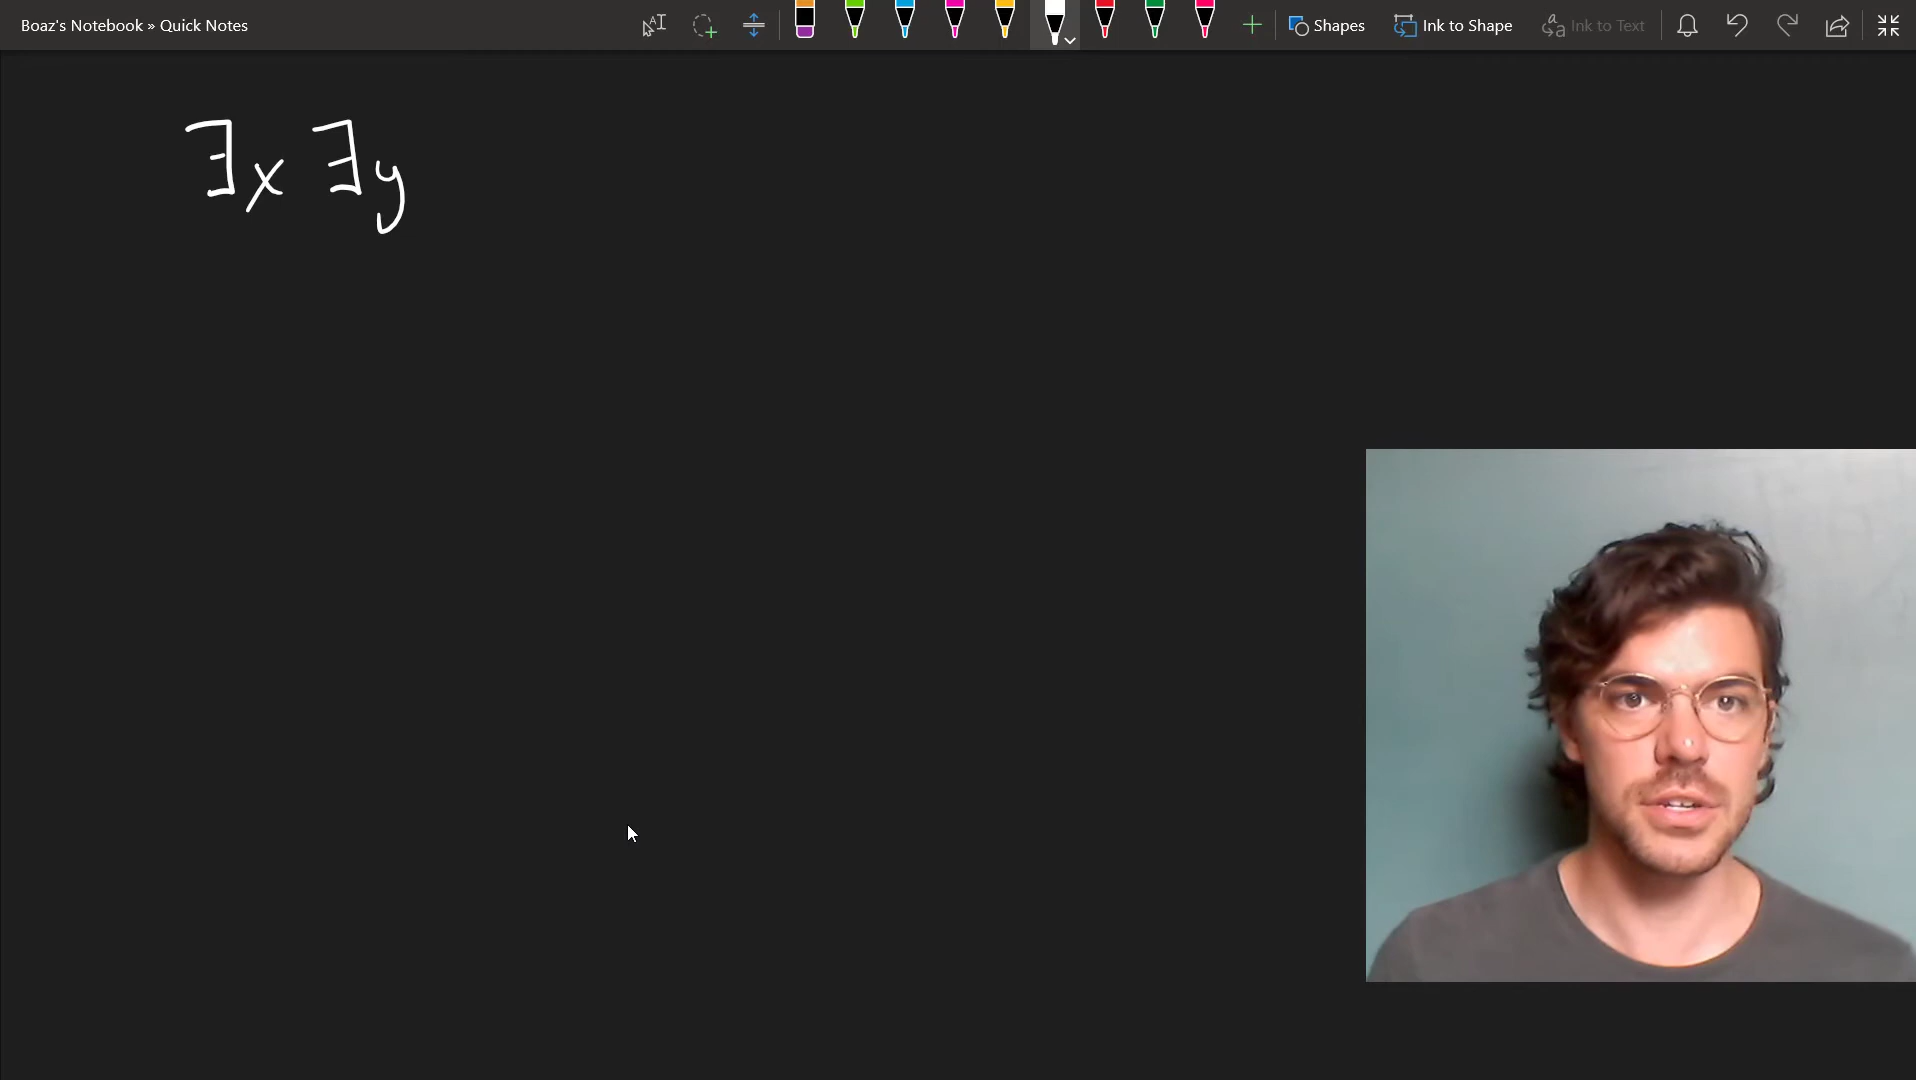 Boaz's Notebook » Quick Notes
Shapes
Ink to Shape
Ink to Text
∃x ∃y